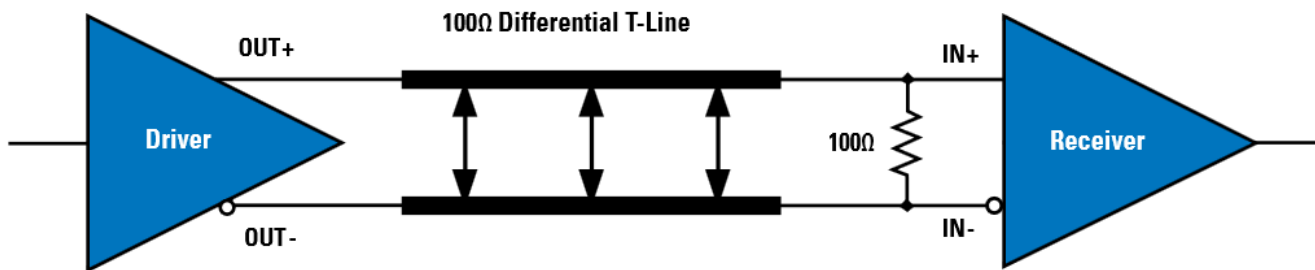 100Ω Differential T-Line
OUT+
IN+
Driver
100Ω
Receiver
OUT-
IN-